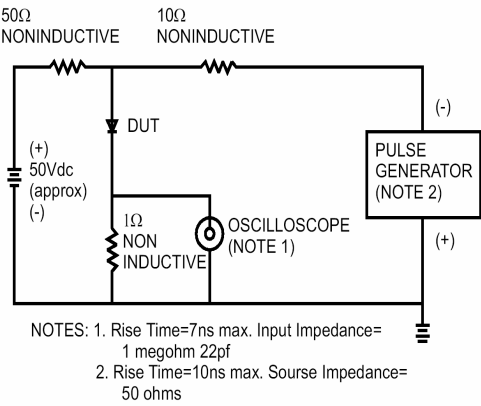 50Ω
NONINDUCTIVE
10Ω
NONINDUCTIVE
(+)
50Vdc
(approx)
(-)
DUT
1Ω
NON
INDUCTIVE
OSCILLOSCOPE
(NOTE 1)
(-)
PULSE
GENERATOR
(NOTE 2)
(+)
NOTES: 1. Rise Time=7ns max. Input Impedance=
1 megohm 22pf
2. Rise Time=10ns max. Sourse Impedance=
50 ohms